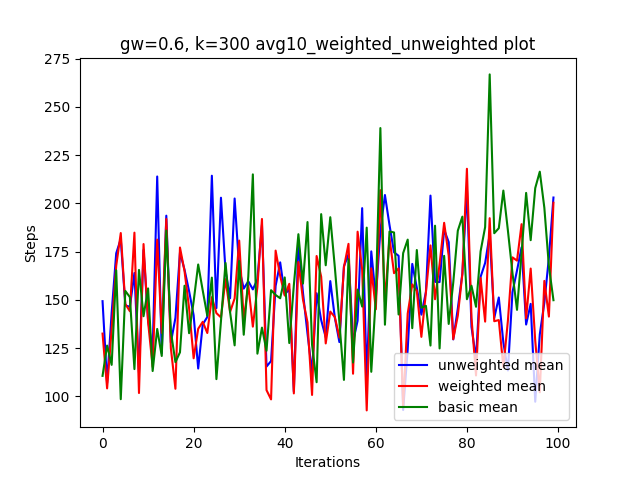 gw=0.6, k=300 avg10_weighted_unweighted plot
275
250
225
200
175
150
125
100
Steps
unweighted mean
weighted mean
basic mean
0 20 40 60 80 100
Iterations